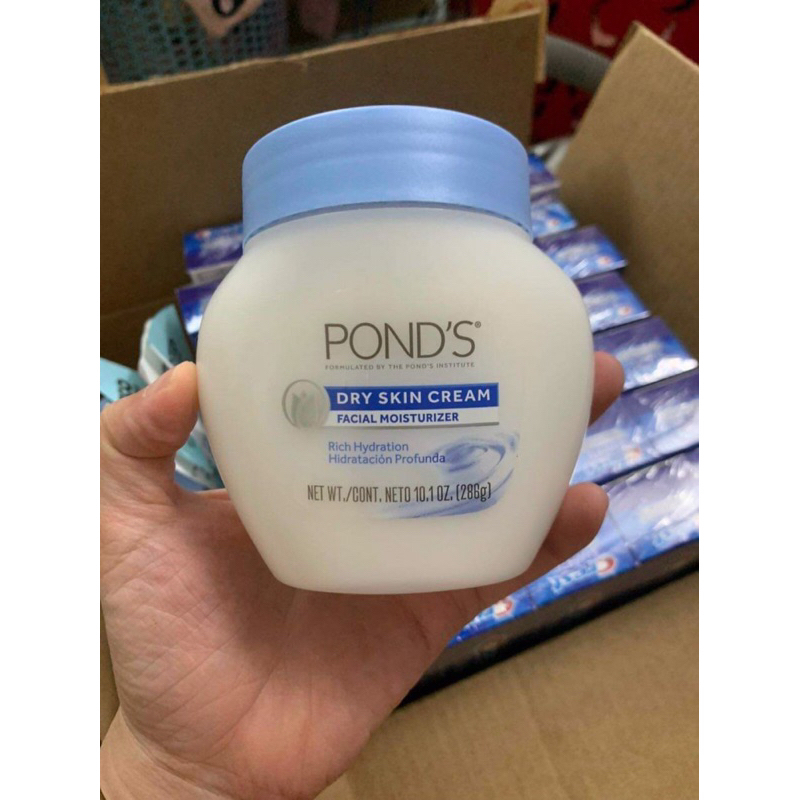 POND'S®
FORMULATED BY THE POND'S INSTITUTE
DRY SKIN CREAM
FACIAL MOISTURIZER
Rich Hydration
Hidratación Profunda
NET WT./CONT. NETO 10.1 OZ. (286g)